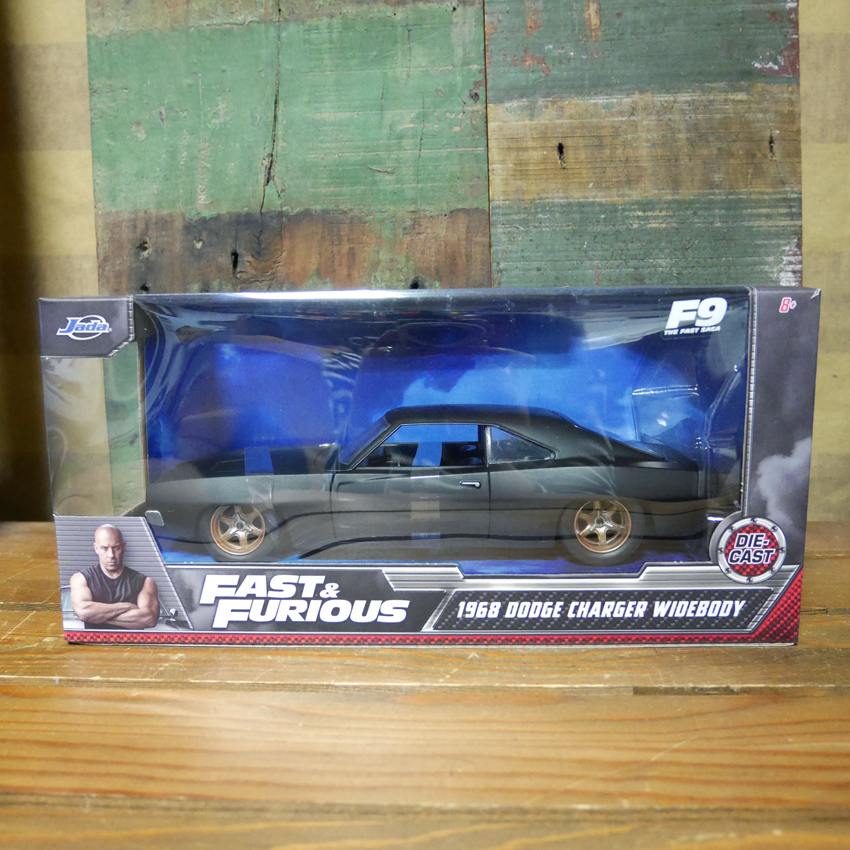 Jada
F9
THE FAST SAGA
8+
DIE-
CAST
FAST &
FURIOUS
1968 DODGE CHARGER WIDEBODY